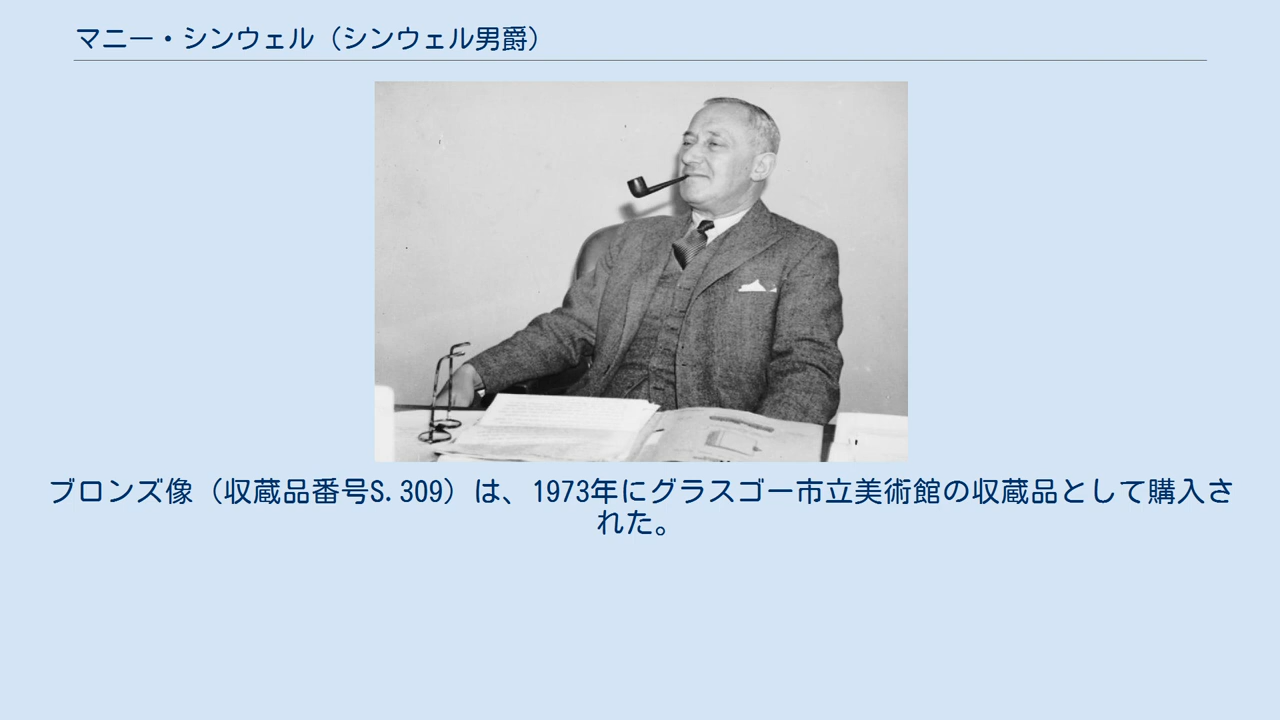 マニー・シンウェル（シンウェル男爵）
ブロンズ像（収蔵品番号S.309）は、1973年にグラスゴー市立美術館の収蔵品として購入さ
れた。